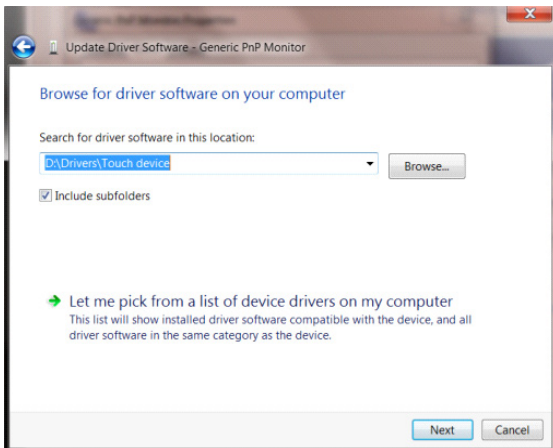 Update Driver Software - Generic PnP Monitor
Browse for driver software on your computer
Search for driver software in this location:
D:\Drivers\Touch device
Browse...
Include subfolders
Let me pick from a list of device drivers on my computer
This list will show installed driver software compatible with the device, and all
driver software in the same category as the device.
Next
Cancel